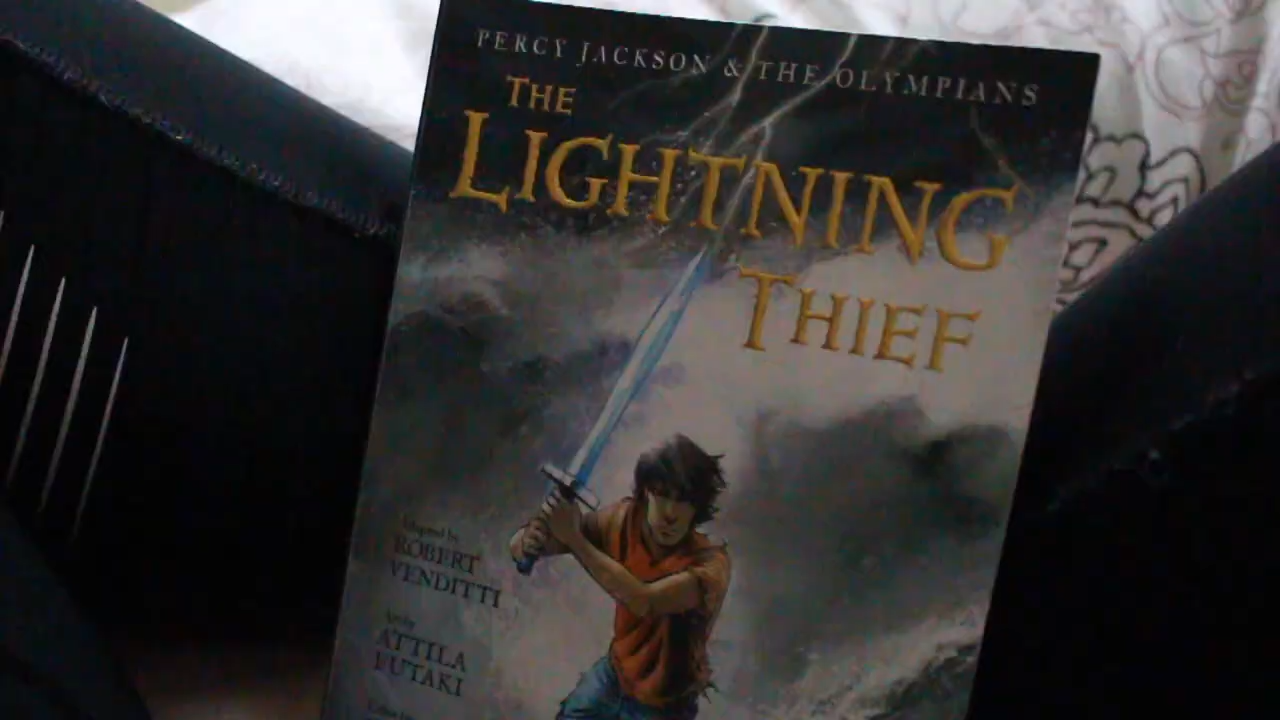 PERCY JACKSON & THE OLYMPIANS
THE
LIGHTNING
THIEF
Adapted by
ROBERT
VENDITTI
Art by
ATTILA
FUTAKI